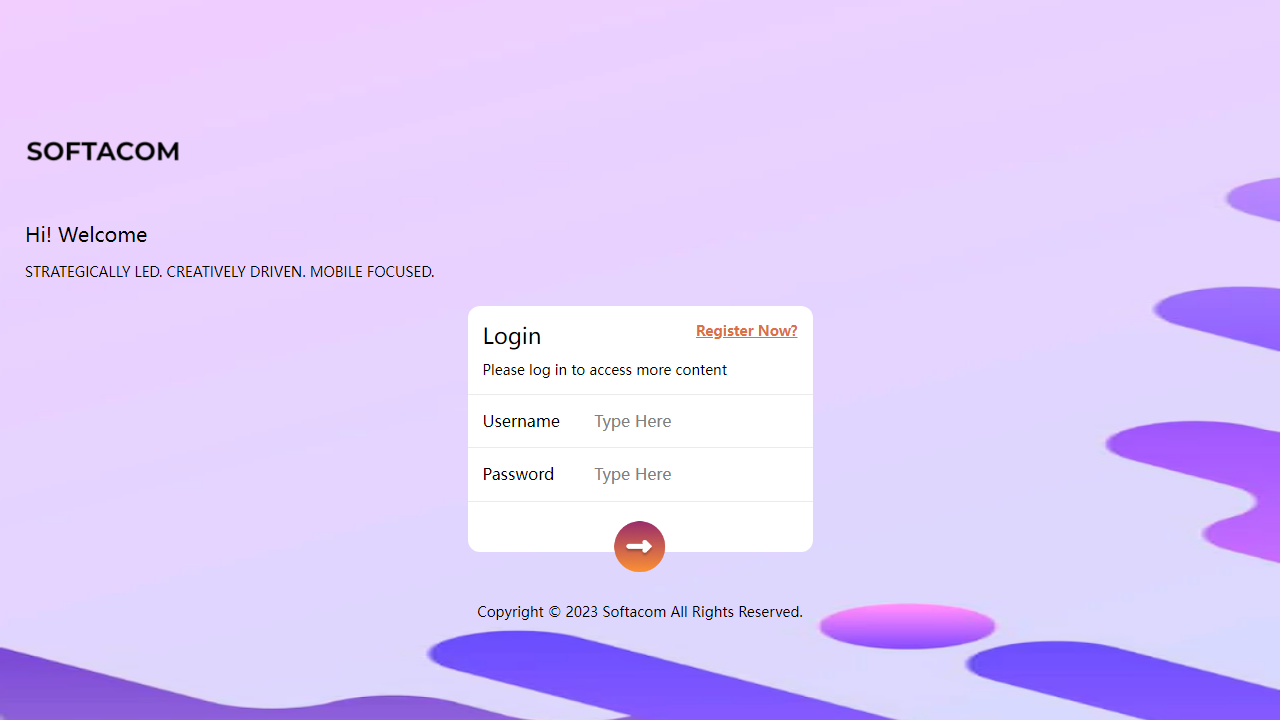 SOFTACOM
Hi! Welcome
STRATEGICALLY LED. CREATIVELY DRIVEN. MOBILE FOCUSED.
Login
Register Now?
Please log in to access more content
Username
Type Here
Password
Type Here
Copyright © 2023 Softacom All Rights Reserved.